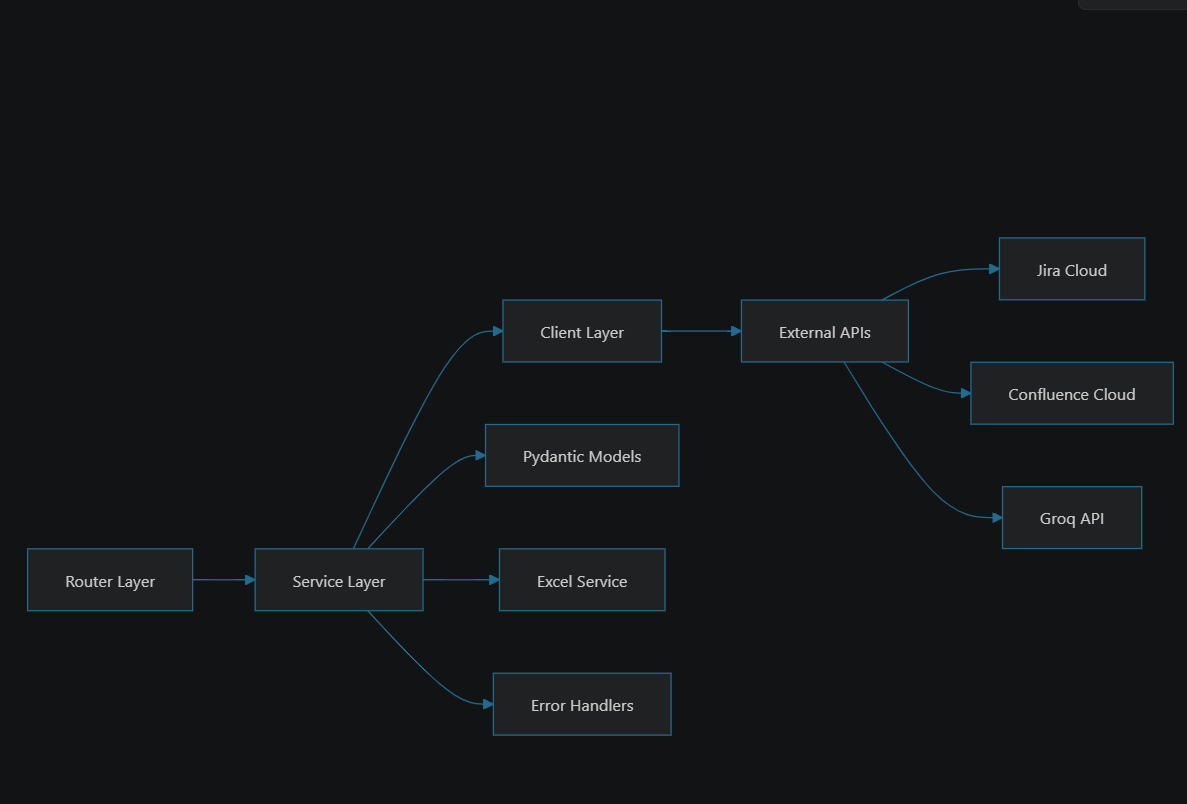 Jira Cloud
Client Layer
External APIs
Confluence Cloud
Pydantic Models
Groq API
Router Layer
Service Layer
Excel Service
Error Handlers